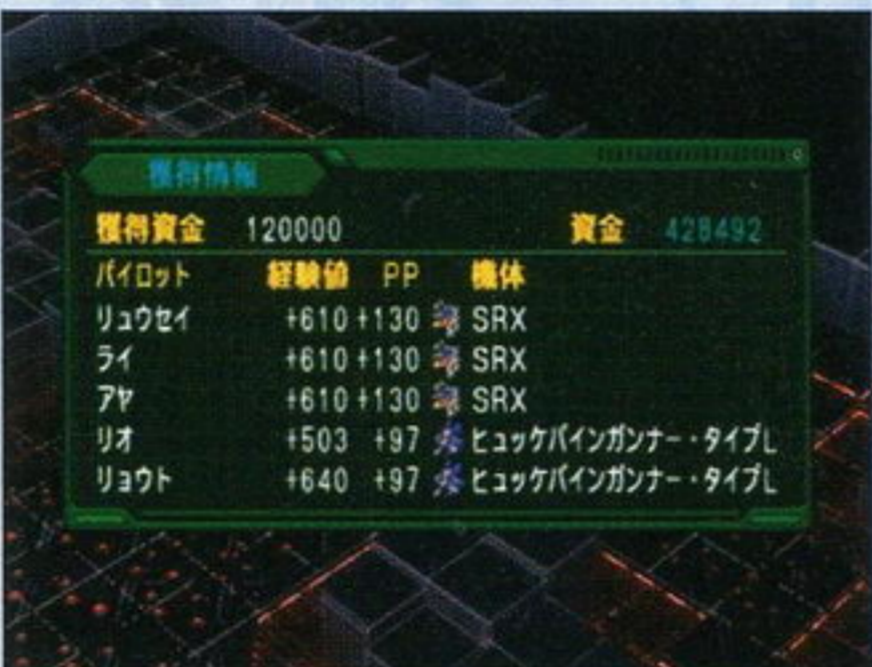 獲得情報
獲得資金 120000 資金 428492
パイロット 経験値 PP 機体
リュウセイ +610 +130 SRX
ライ +610 +130 SRX
アヤ +610 +130 SRX
リオ +503 +97 ヒュッケバインガンナー・タイプL
リョウト +640 +97 ヒュッケバインガンナー・タイプL